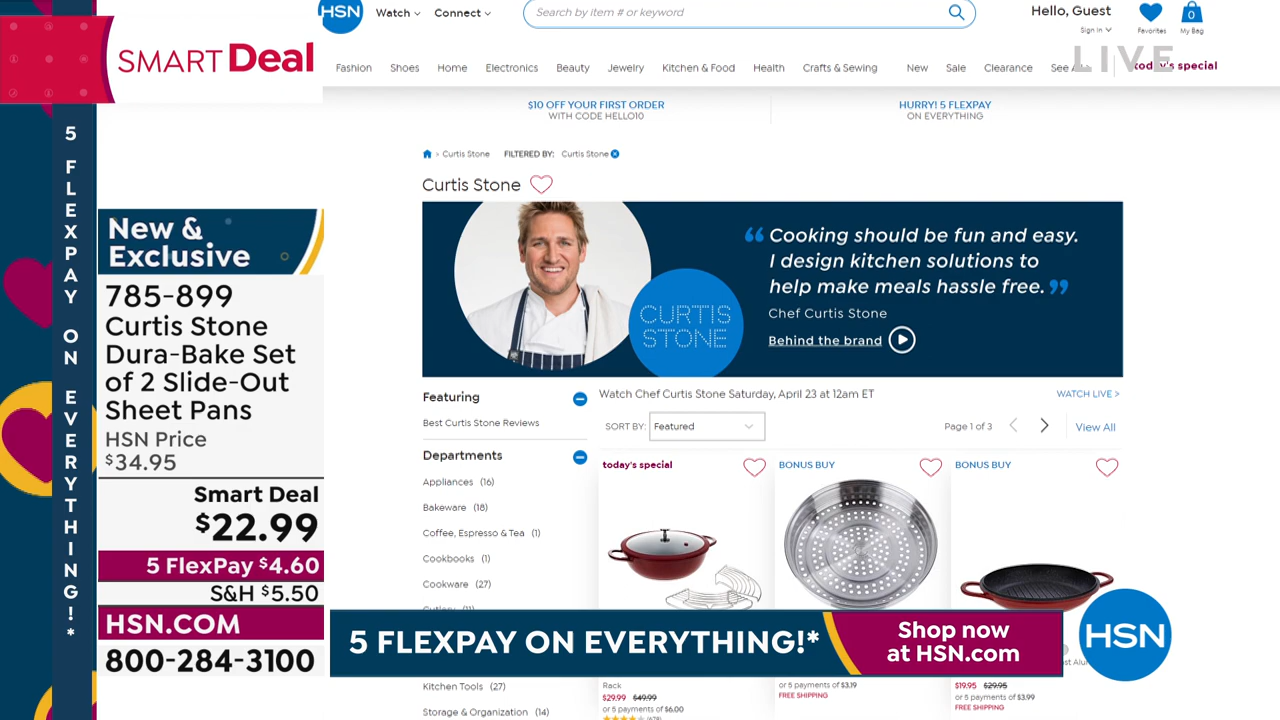 SMART Deal
5 FLEXPAY ON EVERYTHING!*
New &
Exclusive
785-899
Curtis Stone
Dura-Bake Set
of 2 Slide-Out
Sheet Pans
HSN Price
$34.95
Smart Deal
$22.99
5 FlexPay $4.60
S&H $5.50
HSN.COM
800-284-3100
HSN
Watch
Connect
Search by item # or keyword
Hello, Guest
Sign in
Favorites
0
My Bag
LIVE
Fashion Shoes Home Electronics Beauty Jewelry Kitchen & Food Health Crafts & Sewing New Sale Clearance See today's special
$10 OFF YOUR FIRST ORDER
WITH CODE HELLO10
HURRY! 5 FLEXPAY
ON EVERYTHING
> Curtis Stone FILTERED BY: Curtis Stone
Curtis Stone
CURTIS
STONE
“ Cooking should be fun and easy.
I design kitchen solutions to
help make meals hassle free. ”
Chef Curtis Stone
Behind the brand
Featuring
Best Curtis Stone Reviews
Departments
Appliances (16)
Bakeware (18)
Coffee, Espresso & Tea (1)
Cookbooks (1)
Cookware (27)
Kitchen Tools (27)
Storage & Organization (14)
Watch Chef Curtis Stone Saturday, April 23 at 12am ET
WATCH LIVE >
SORT BY: Featured
Page 1 of 3
View All
today's special
BONUS BUY
BONUS BUY
Rack
$29.99 $49.99
or 5 payments of $6.00
(678)
or 5 payments of $3.19
FREE SHIPPING
$19.95 $29.95
or 5 payments of $3.99
FREE SHIPPING
5 FLEXPAY ON EVERYTHING!*
Shop now
at HSN.com
HSN